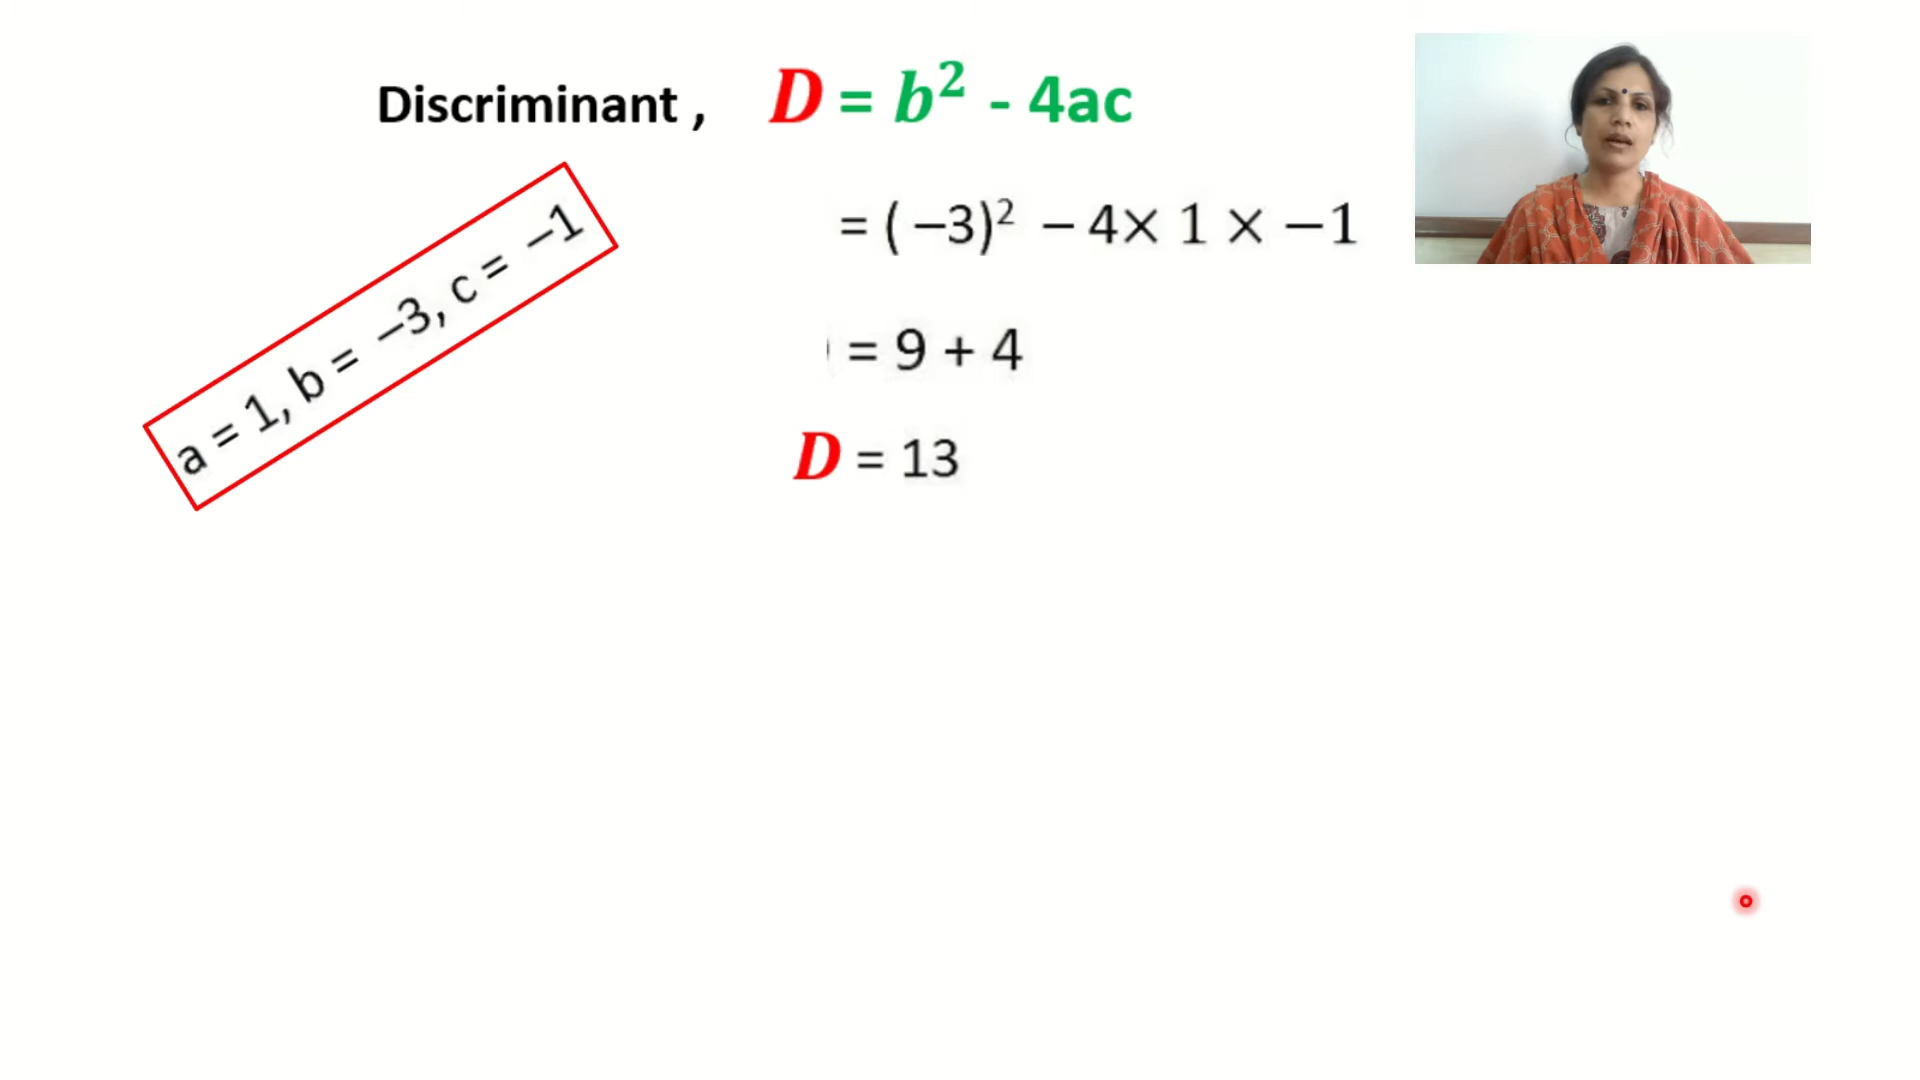 Discriminant , D = b² - 4ac
a = 1, b = −3, c = −1
= ( −3)² − 4× 1 × −1
= 9 + 4
D = 13